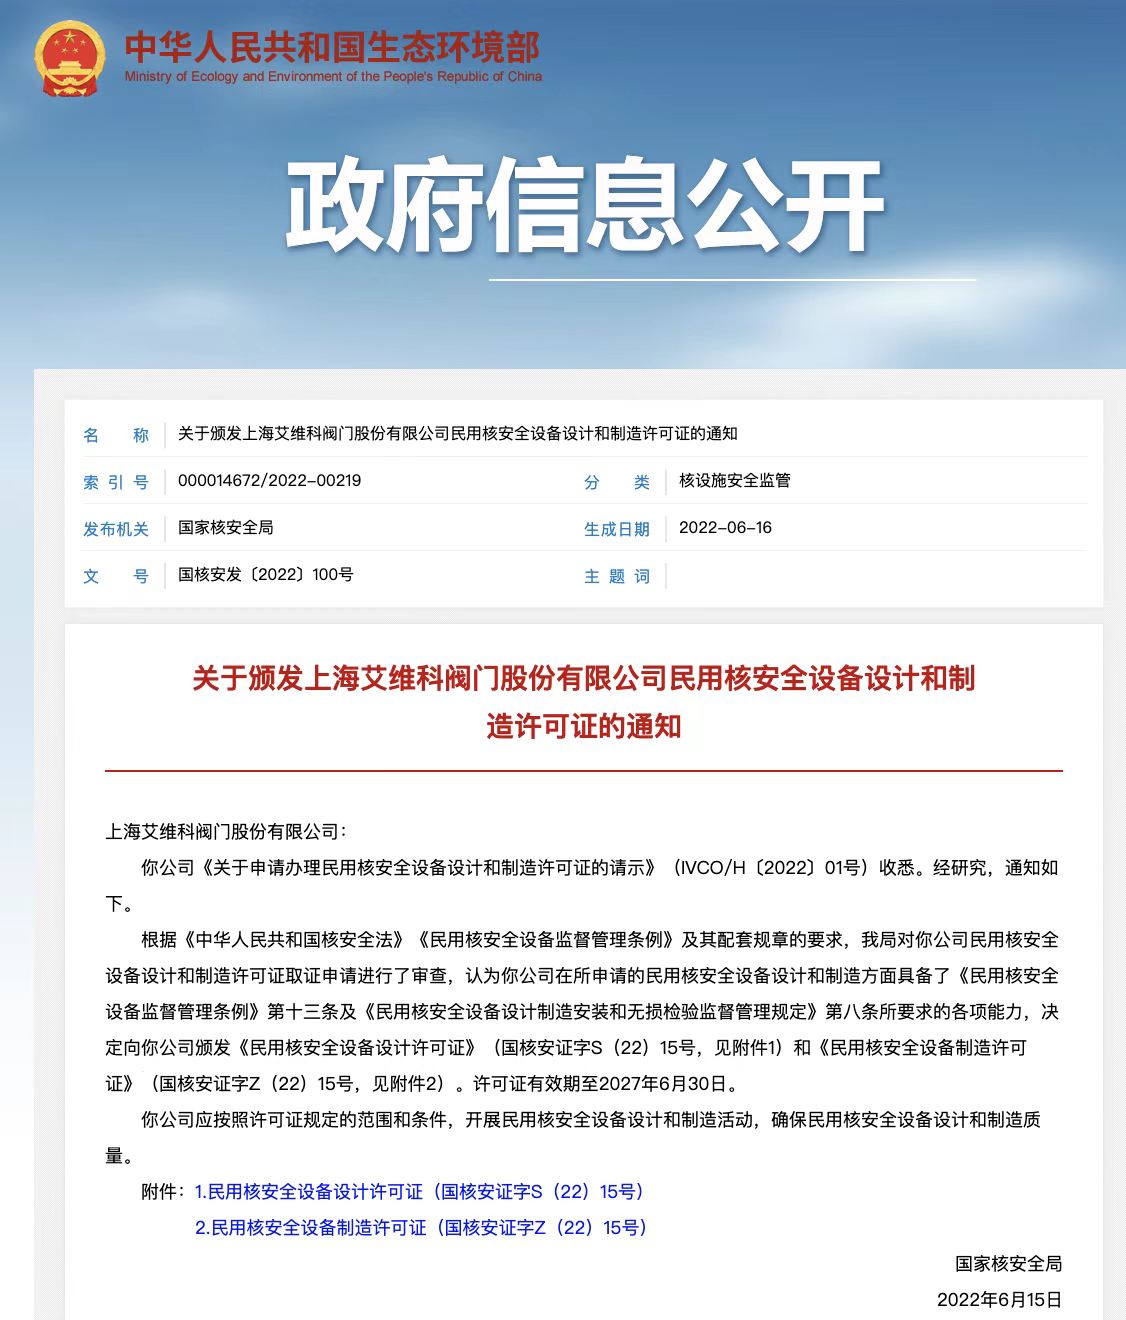 中华人民共和国生态环境部
Ministry of Ecology and Environment of the People's Republic of China
政府信息公开
名 称 关于颁发上海艾维科阀门股份有限公司民用核安全设备设计和制造许可证的通知
索 引 号 000014672/2022-00219 分 类 核设施安全监管
发布机关 国家核安全局 生成日期 2022-06-16
文 号 国核安发〔2022〕100号 主 题 词
关于颁发上海艾维科阀门股份有限公司民用核安全设备设计和制
造许可证的通知
上海艾维科阀门股份有限公司：
你公司《关于申请办理民用核安全设备设计和制造许可证的请示》（IVCO/H〔2022〕01号）收悉。经研究，通知如
下。
根据《中华人民共和国核安全法》《民用核安全设备监督管理条例》及其配套规章的要求，我局对你公司民用核安全
设备设计和制造许可证取证申请进行了审查，认为你公司在所申请的民用核安全设备设计和制造方面具备了《民用核安全
设备监督管理条例》第十三条及《民用核安全设备设计制造安装和无损检验监督管理规定》第八条所要求的各项能力，决
定向你公司颁发《民用核安全设备设计许可证》（国核安证字S（22）15号，见附件1）和《民用核安全设备制造许可
证》（国核安证字Z（22）15号，见附件2）。许可证有效期至2027年6月30日。
你公司应按照许可证规定的范围和条件，开展民用核安全设备设计和制造活动，确保民用核安全设备设计和制造质
量。
附件：1.民用核安全设备设计许可证（国核安证字S（22）15号）
2.民用核安全设备制造许可证（国核安证字Z（22）15号）
国家核安全局
2022年6月15日